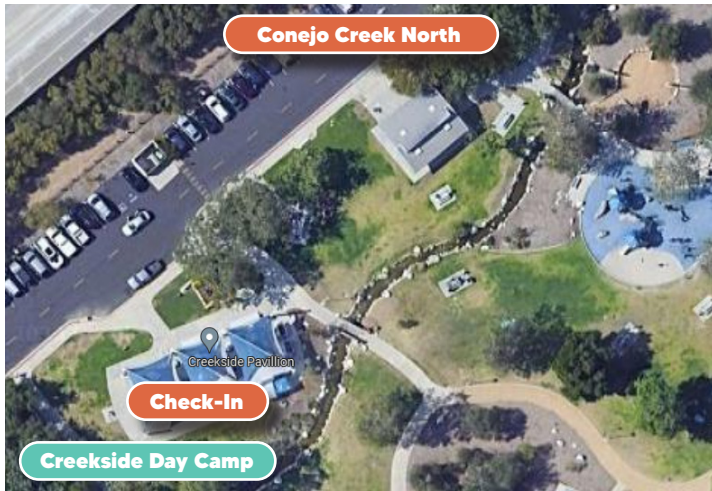 Conejo Creek North
Creekside Pavillion
Check-In
Creekside Day Camp